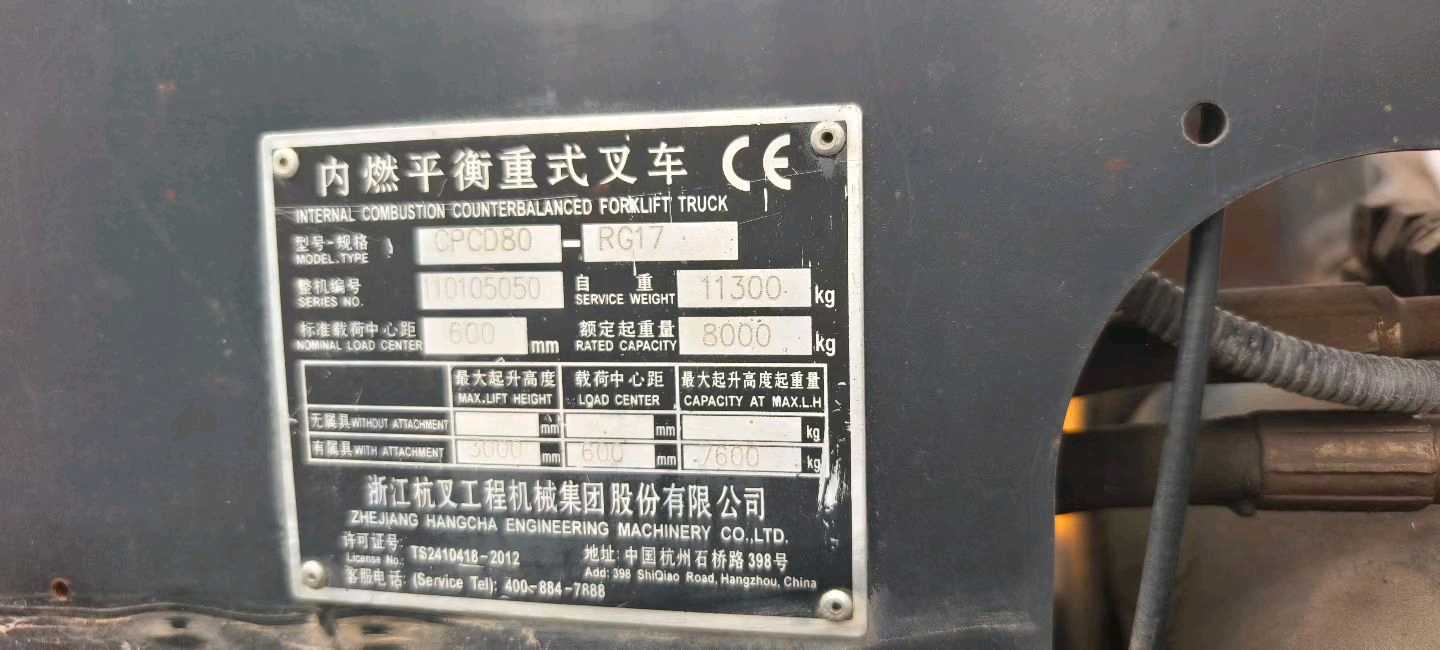 内燃平衡重式叉车 CE
INTERNAL COMBUSTION COUNTERBALANCED FORKLIFT TRUCK
型号-规格 CPCD80 - RG17
MODEL.TYPE
整机编号 110105050 自重 11300 kg
SERIES NO. SERVICE WEIGHT
标准载荷中心距 600 mm 额定起重量 8000 kg
NOMINAL LOAD CENTER RATED CAPACITY
最大起升高度 载荷中心距 最大起升高度起重量
MAX.LIFT HEIGHT LOAD CENTER CAPACITY AT MAX.L.H
无属具 WITHOUT ATTACHMENT mm mm kg
有属具 WITH ATTACHMENT 3000 mm 600 mm 7600 kg
浙江杭叉工程机械集团股份有限公司
ZHEJIANG HANGCHA ENGINEERING MACHINERY CO.,LTD.
许可证号: TS2410418-2012 地址: 中国杭州石桥路398号
License No.: Add: 398 ShiQiao Road, Hangzhou, China
客服电话: (Service Tel): 400-884-7888